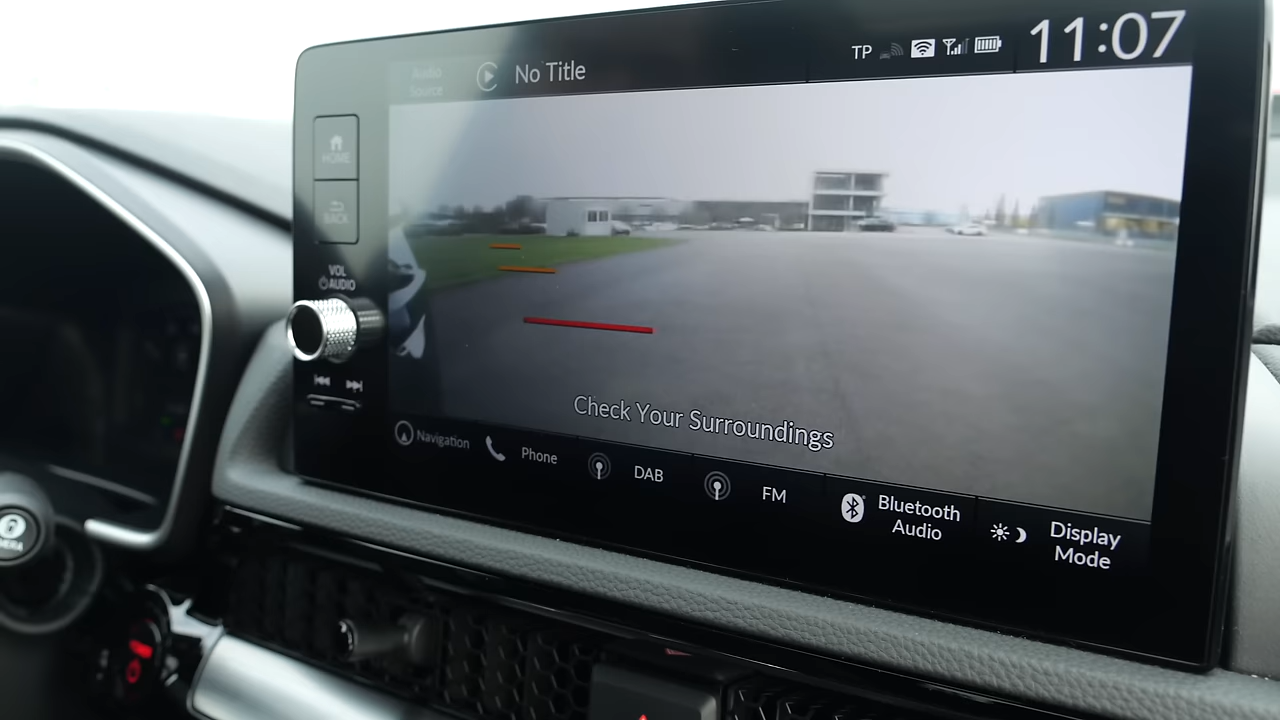 TP
11:07
Audio
Source
No Title
HOME
BACK
VOL
AUDIO
Check Your Surroundings
Navigation
Phone
DAB
FM
Bluetooth
Audio
Display
Mode